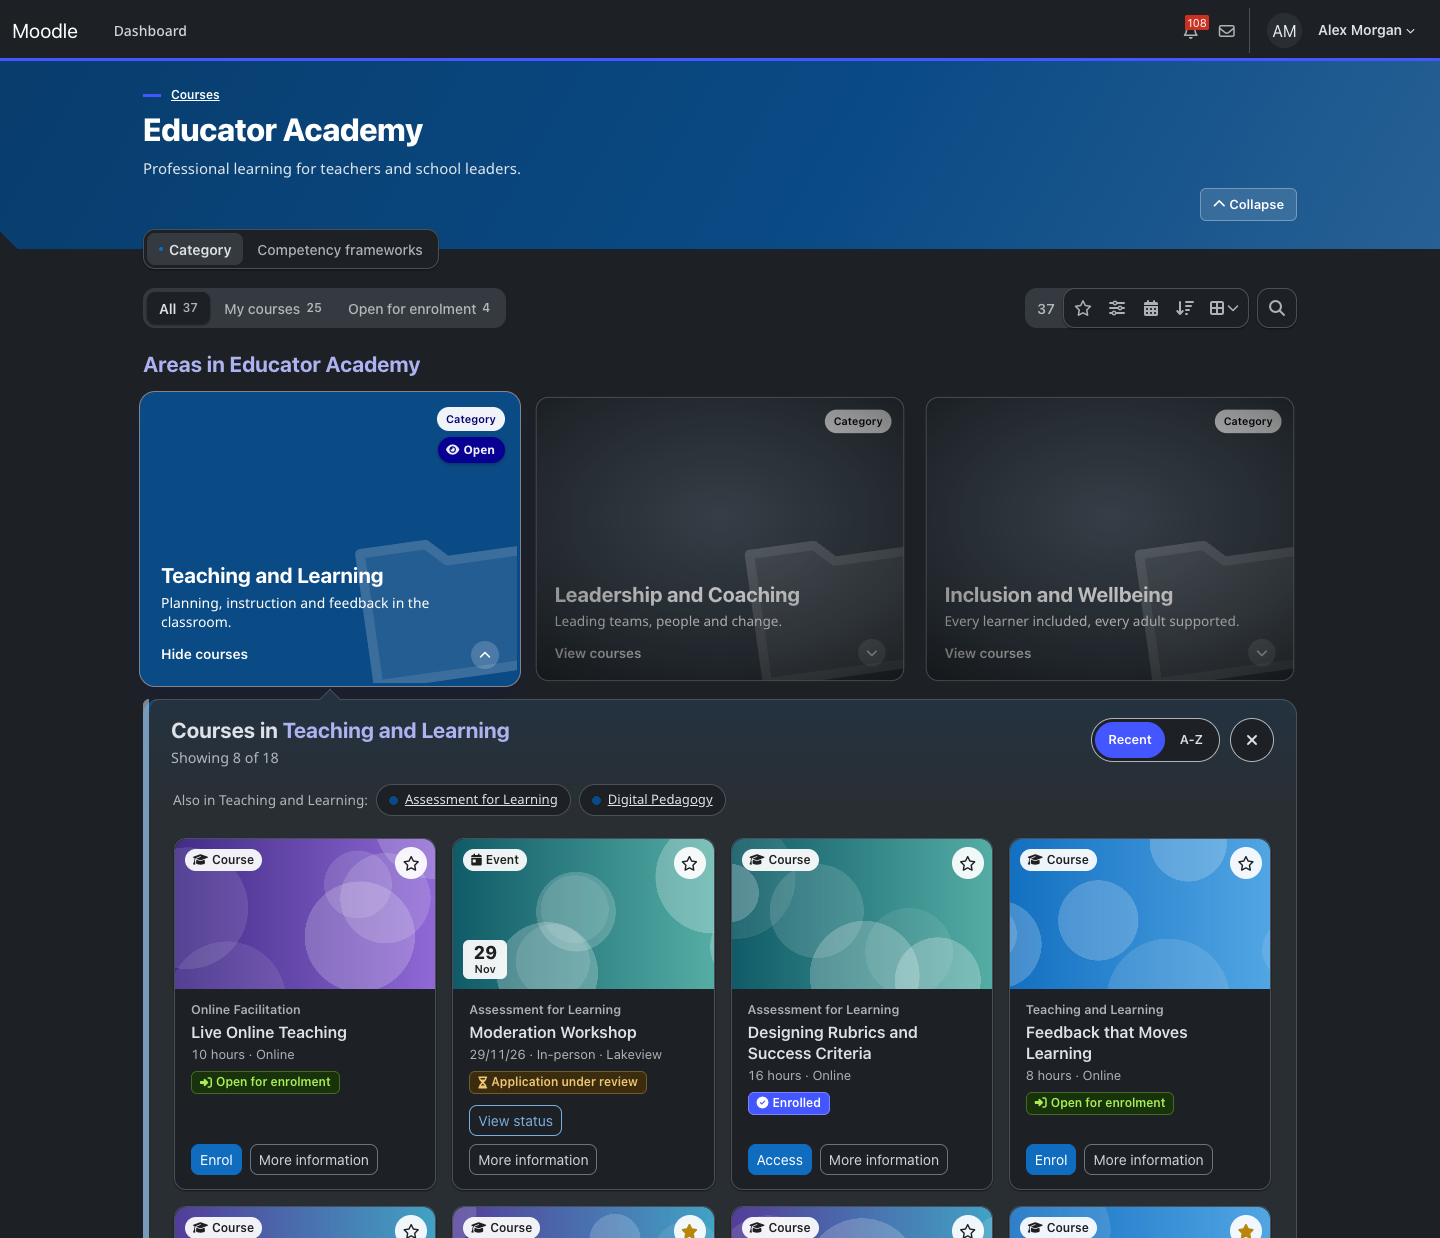 Moodle
Dashboard
108
AM
Alex Morgan
Courses
Educator Academy
Professional learning for teachers and school leaders.
Collapse
Category
Competency frameworks
All 37
My courses 25
Open for enrolment 4
37
Areas in Educator Academy
Category
Open
Teaching and Learning
Planning, instruction and feedback in the
classroom.
Hide courses
Category
Leadership and Coaching
Leading teams, people and change.
View courses
Category
Inclusion and Wellbeing
Every learner included, every adult supported.
View courses
Courses in Teaching and Learning
Showing 8 of 18
Recent
A-Z
Also in Teaching and Learning:
Assessment for Learning
Digital Pedagogy
Course
Online Facilitation
Live Online Teaching
10 hours · Online
Open for enrolment
Enrol
More information
Event
29
Nov
Assessment for Learning
Moderation Workshop
29/11/26 · In-person · Lakeview
Application under review
View status
More information
Course
Assessment for Learning
Designing Rubrics and
Success Criteria
16 hours · Online
Enrolled
Access
More information
Course
Teaching and Learning
Feedback that Moves
Learning
8 hours · Online
Open for enrolment
Enrol
More information
Course
Course
Course
Course